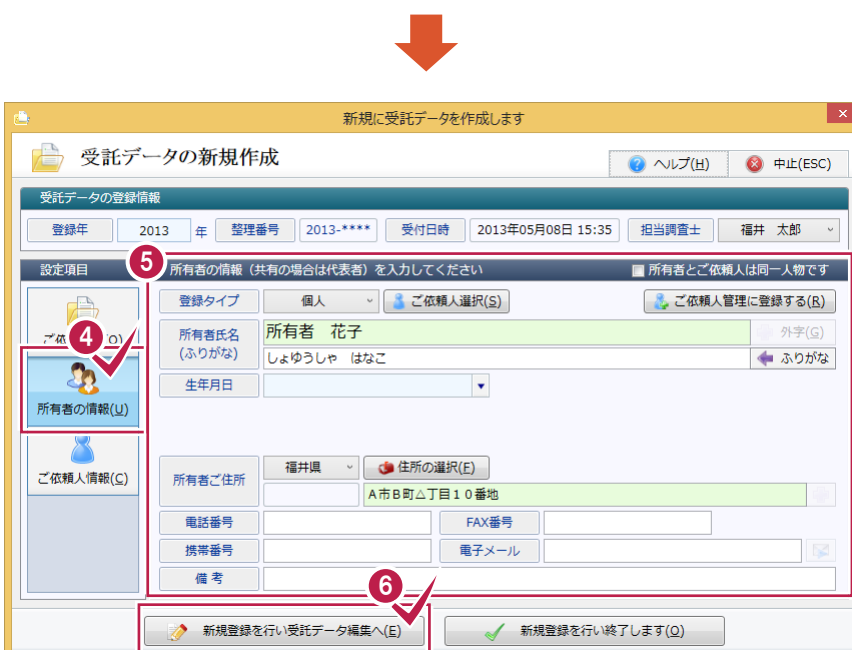 新規に受託データを作成します
受託データの新規作成
ヘルプ(H)
中止(ESC)
受託データの登録情報
登録年 2013 年 整理番号 2013-**** 受付日時 2013年05月08日 15:35 担当調査士 福井 太郎
設定項目
5
所有者の情報（共有の場合は代表者）を入力してください
所有者とご依頼人は同一人物です
登録タイプ 個人 ご依頼人選択(S) ご依頼人管理に登録する(R)
4
所有者氏名 所有者 花子 外字(G)
(ふりがな) しょゆうしゃ はなこ ふりがな
生年月日
所有者の情報(U)
ご依頼人情報(C)
所有者ご住所 福井県 住所の選択(F)
A市B町△丁目10番地
電話番号 FAX番号
携帯番号 電子メール
備考
6
新規登録を行い受託データ編集へ(E)
新規登録を行い終了します(O)